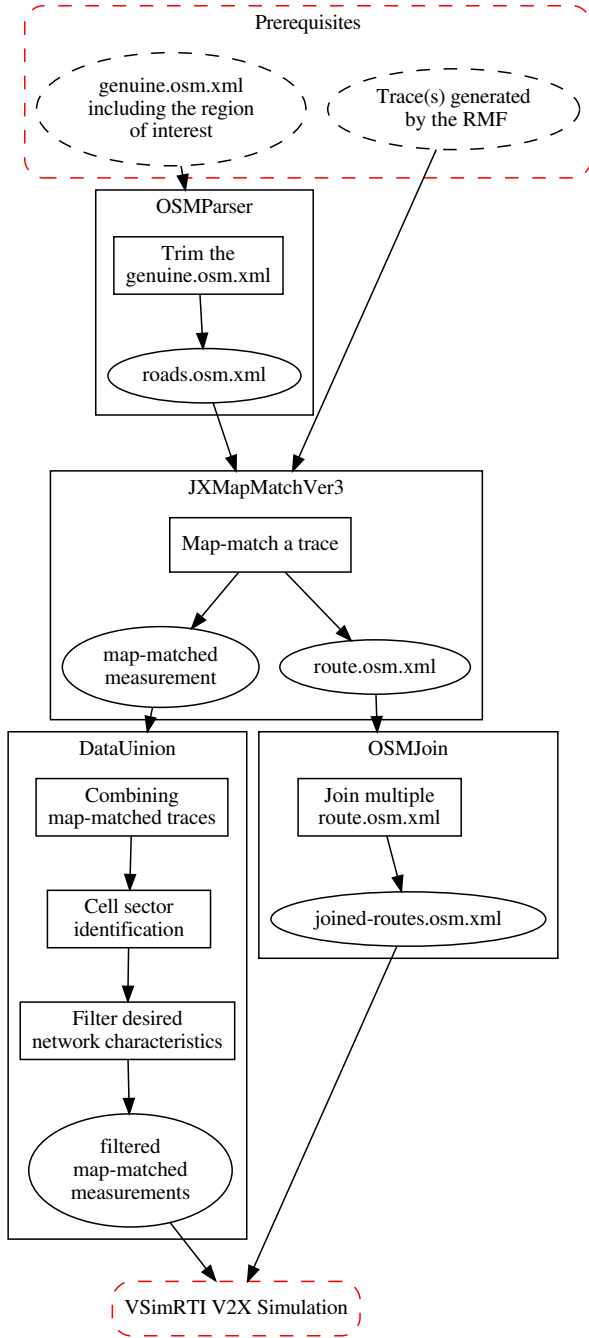 Prerequisites
genuine.osm.xml
including the region
of interest
Trace(s) generated
by the RMF
OSMParser
Trim the
genuine.osm.xml
roads.osm.xml
JXMapMatchVer3
Map-match a trace
map-matched
measurement
route.osm.xml
DataUinion
Combining
map-matched traces
Cell sector
identification
Filter desired
network characteristics
filtered
map-matched
measurements
OSMJoin
Join multiple
route.osm.xml
joined-routes.osm.xml
VSimRTI V2X Simulation